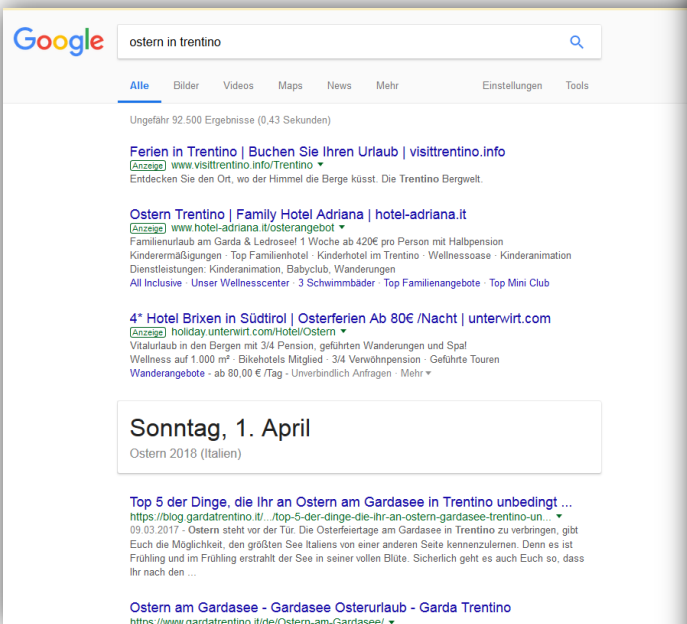 Google
ostern in trentino
Alle Bilder Videos Maps News Mehr Einstellungen Tools
Ungefähr 92.500 Ergebnisse (0,43 Sekunden)
Ferien in Trentino | Buchen Sie Ihren Urlaub | visittrentino.info
Anzeige www.visittrentino.info/Trentino
Entdecken Sie den Ort, wo der Himmel die Berge küsst. Die Trentino Bergwelt.
Ostern Trentino | Family Hotel Adriana | hotel-adriana.it
Anzeige www.hotel-adriana.it/osterangebot
Familienurlaub am Garda & Ledrosee! 1 Woche ab 420€ pro Person mit Halbpension
Kinderermäßigungen · Top Familienhotel · Kinderhotel im Trentino · Wellnessoase · Kinderanimation
Dienstleistungen: Kinderanimation, Babyclub, Wanderungen
All Inclusive · Unser Wellnesscenter · 3 Schwimmbäder · Top Familienangebote · Top Mini Club
4* Hotel Brixen in Südtirol | Osterferien Ab 80€ /Nacht | unterwirt.com
Anzeige holiday.unterwirt.com/Hotel/Ostern
Vitalurlaub in den Bergen mit 3/4 Pension, geführten Wanderungen und Spa!
Wellness auf 1.000 m² · Bikehotels Mitglied · 3/4 Verwöhnpension · Geführte Touren
Wanderangebote - ab 80,00 € /Tag - Unverbindlich Anfragen · Mehr
Sonntag, 1. April
Ostern 2018 (Italien)
Top 5 der Dinge, die Ihr an Ostern am Gardasee in Trentino unbedingt ...
https://blog.gardatrentino.it/.../top-5-der-dinge-die-ihr-an-ostern-gardasee-trentino-un...
09.03.2017 - Ostern steht vor der Tür. Die Osterfeiertage am Gardasee in Trentino zu verbringen, gibt
Euch die Möglichkeit, den größten See Italiens von einer anderen Seite kennenzulernen. Denn es ist
Frühling und im Frühling erstrahlt der See in seiner vollen Blüte. Sicherlich geht es auch Euch so, dass
Ihr nach den ...
Ostern am Gardasee - Gardasee Osterurlaub - Garda Trentino
https://www.gardatrentino.it/de/Ostern-am-Gardasee/